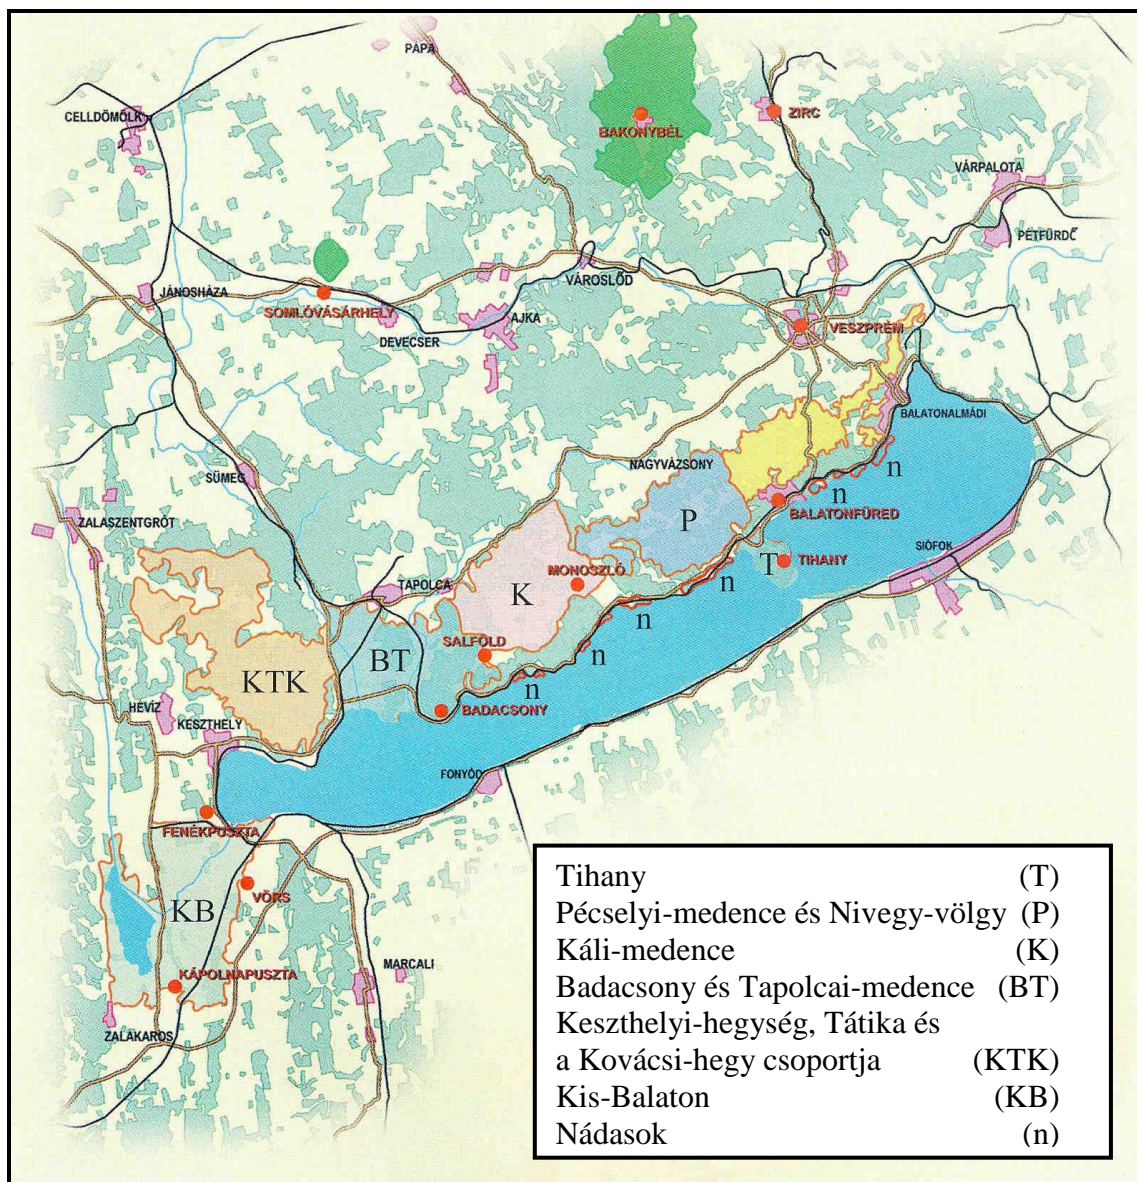 PÁPA
CELLDÖMÖLK
BAKONYBÉL
ZIRC
VÁRPALOTA
PÉTFÜRDŐ
VÁROSLŐD
JÁNOSHÁZA
SOMLÓVÁSÁRHELY
DEVECSER
AJKA
VESZPRÉM
BALATONALMÁDI
NAGYVÁZSONY
SÜMEG
n
n
P
BALATONFÜRED
ZALASZENTGRÓT
SIÓFOK
T
TIHANY
TAPOLCA
MONOSZLÓ
n
K
n
SALFÖLD
BT
n
KTK
n
HÉVÍZ
BADACSONY
KESZTHELY
FONYÓD
FENÉKPUSZTA
VÖRS
KB
KÁPOLNAPUSZTA
MARCALI
ZALAKAROS
Tihany (T)
Pécselyi-medence és Nivegy-völgy (P)
Káli-medence (K)
Badacsony és Tapolcai-medence (BT)
Keszthelyi-hegység, Tátika és
a Kovácsi-hegy csoportja (KTK)
Kis-Balaton (KB)
Nádasok (n)